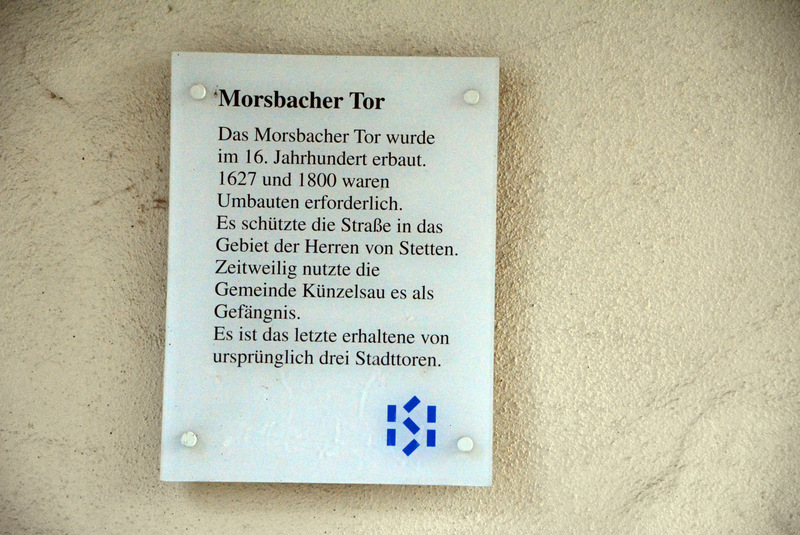 Morsbacher Tor
Das Morsbacher Tor wurde
im 16. Jahrhundert erbaut.
1627 und 1800 waren
Umbauten erforderlich.
Es schützte die Straße in das
Gebiet der Herren von Stetten.
Zeitweilig nutzte die
Gemeinde Künzelsau es als
Gefängnis.
Es ist das letzte erhaltene von
ursprünglich drei Stadttoren.